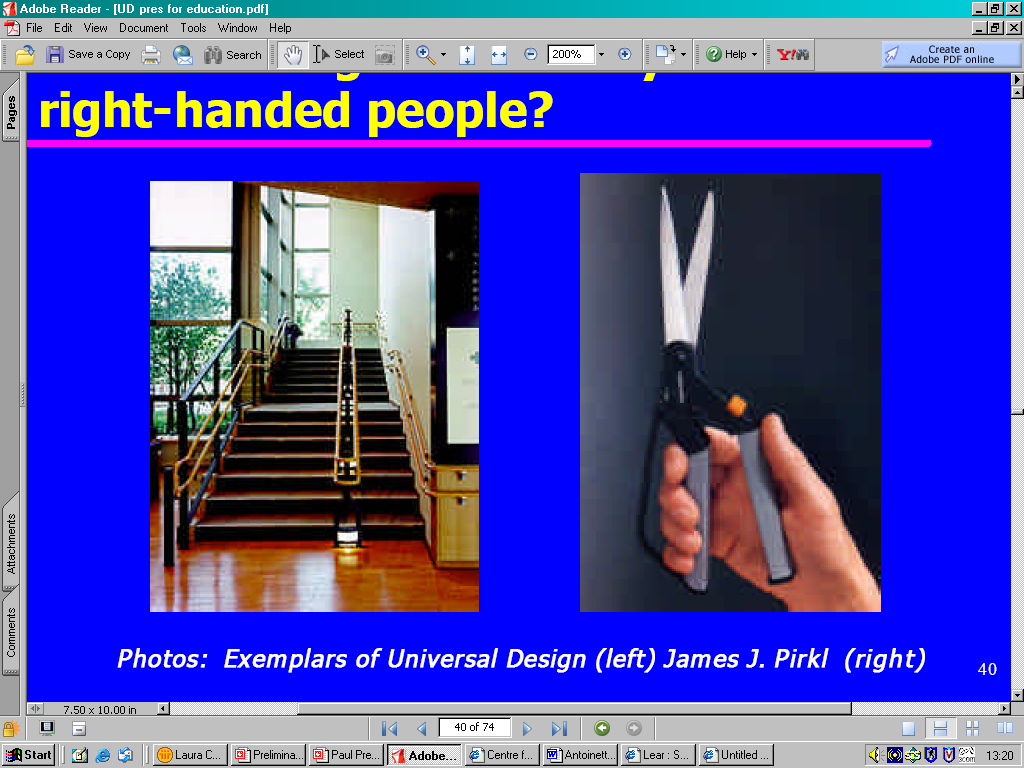 Adobe Reader - [UD pres for education.pdf]
File Edit View Document Tools Window Help
Save a Copy Search Select 200% Help Y! Create an
Adobe PDF online
Pages
right-handed people?
Attachments
Comments
Photos: Exemplars of Universal Design (left) James J. Pirkl (right)
40
7.50 x 10.00 in
40 of 74
Start Laura C... Prelimina... Paul Pre... Adobe... Centre f... Antoinett... Lear : S... Untitled ... 13:20